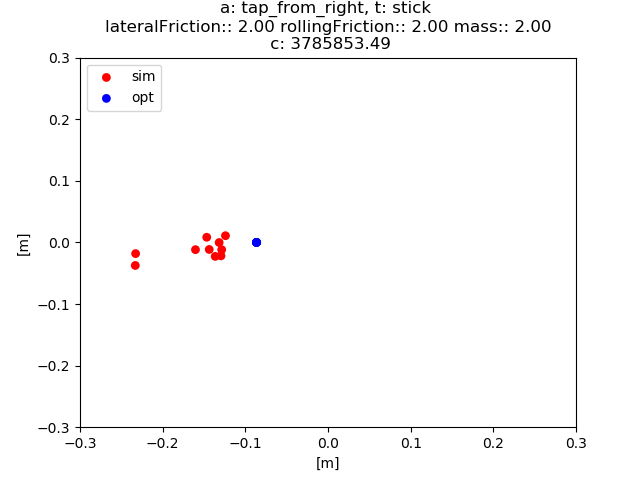 a: tap_from_right, t: stick
lateralFriction:: 2.00 rollingFriction:: 2.00 mass:: 2.00
c: 3785853.49
sim
opt
0.3
0.2
0.1
0.0
−0.1
−0.2
−0.3
[m]
−0.3 −0.2 −0.1 0.0 0.1 0.2 0.3
[m]